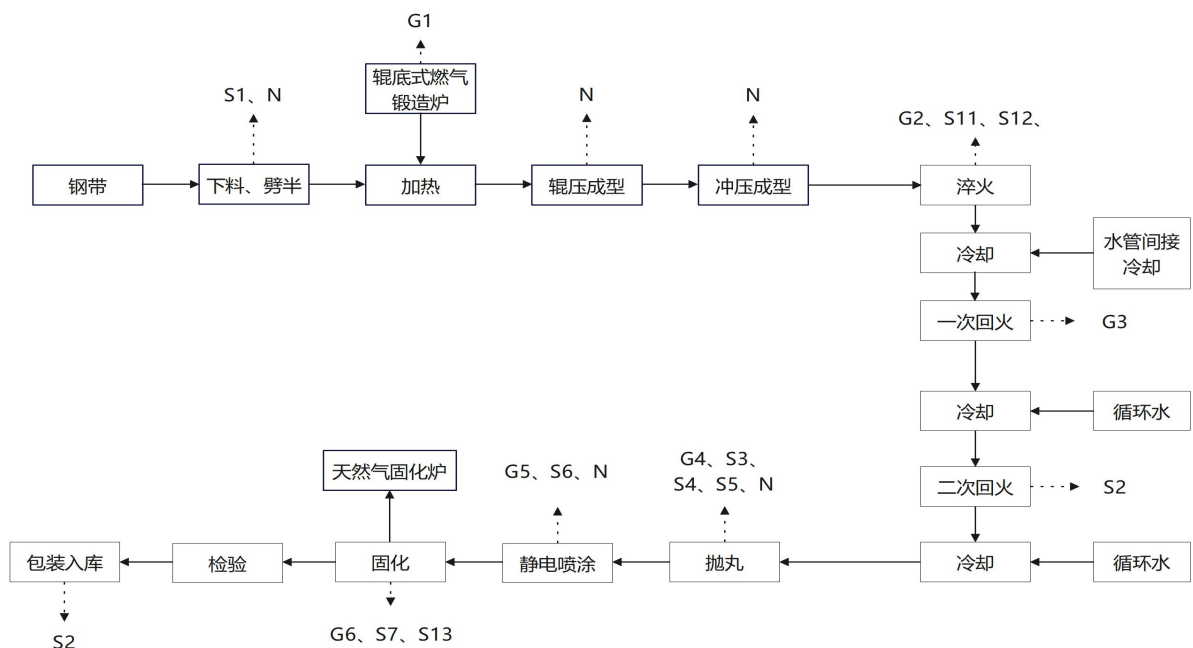 G1
辊底式燃气
锻造炉
S1、N
N
N
G2、S11、S12、
钢带
下料、劈半
加热
辊压成型
冲压成型
淬火
冷却
水管间接
冷却
一次回火
G3
冷却
循环水
二次回火
S2
冷却
循环水
G4、S3、
S4、S5、N
抛丸
G5、S6、N
静电喷涂
天然气固化炉
固化
G6、S7、S13
检验
包装入库
S2